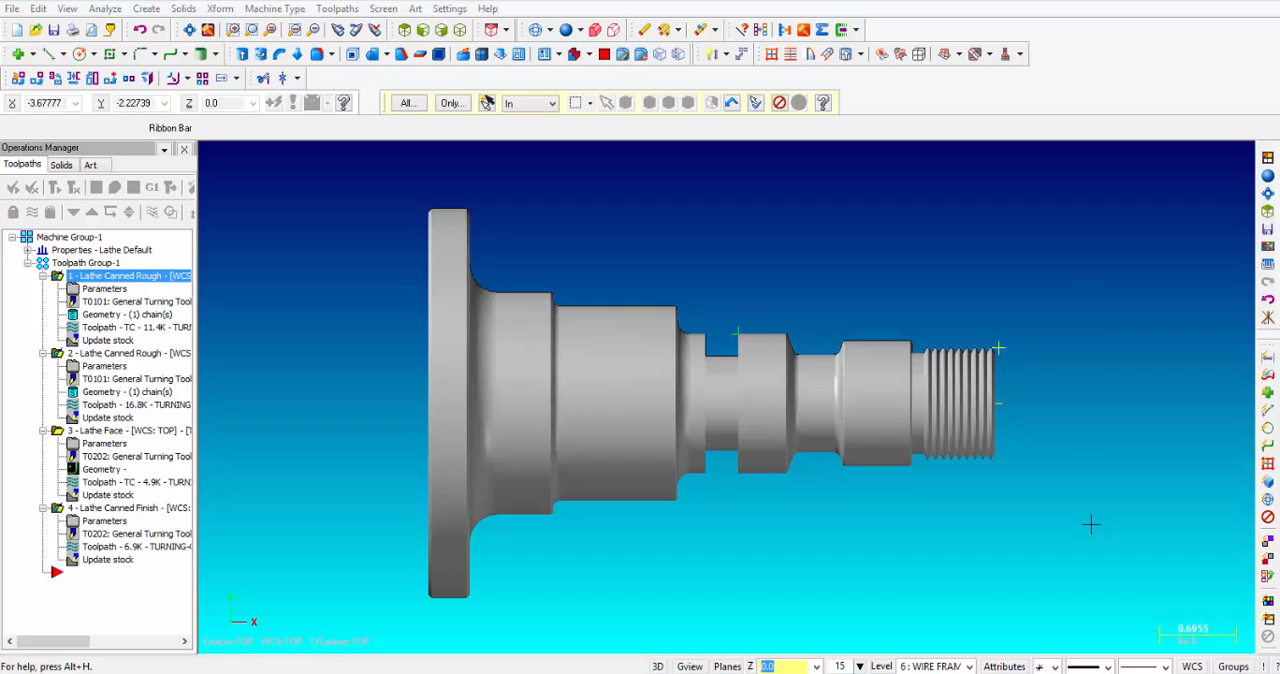 File Edit View Analyze Create Solids Xform Machine Type Toolpaths Screen Art Settings Help
X -3.67777 Y -2.22739 Z 0.0 All... Only... In
Ribbon Bar
Operations Manager
Toolpaths Solids Art
G1
Machine Group-1
Properties - Lathe Default
Toolpath Group-1
1 - Lathe Canned Rough - [WCS
Parameters
T0101: General Turning Tool
Geometry - (1) chain(s)
Toolpath - TC - 11.4K - TURN
Update stock
2 - Lathe Canned Rough - [WCS
Parameters
T0101: General Turning Tool
Geometry - (1) chain(s)
Toolpath - 16.8K - TURNING
Update stock
3 - Lathe Face - [WCS: TOP] - [T
Parameters
T0202: General Turning Tool
Geometry -
Toolpath - TC - 4.9K - TURN
Update stock
4 - Lathe Canned Finish - [WCS:
Parameters
T0202: General Turning Tool
Toolpath - 6.9K - TURNING-
Update stock
Y
X
0.6955
Inch
For help, press Alt+H. 3D Gview Planes Z 0.0 15 Level 6 : WIRE FRAM Attributes WCS Groups ! ?